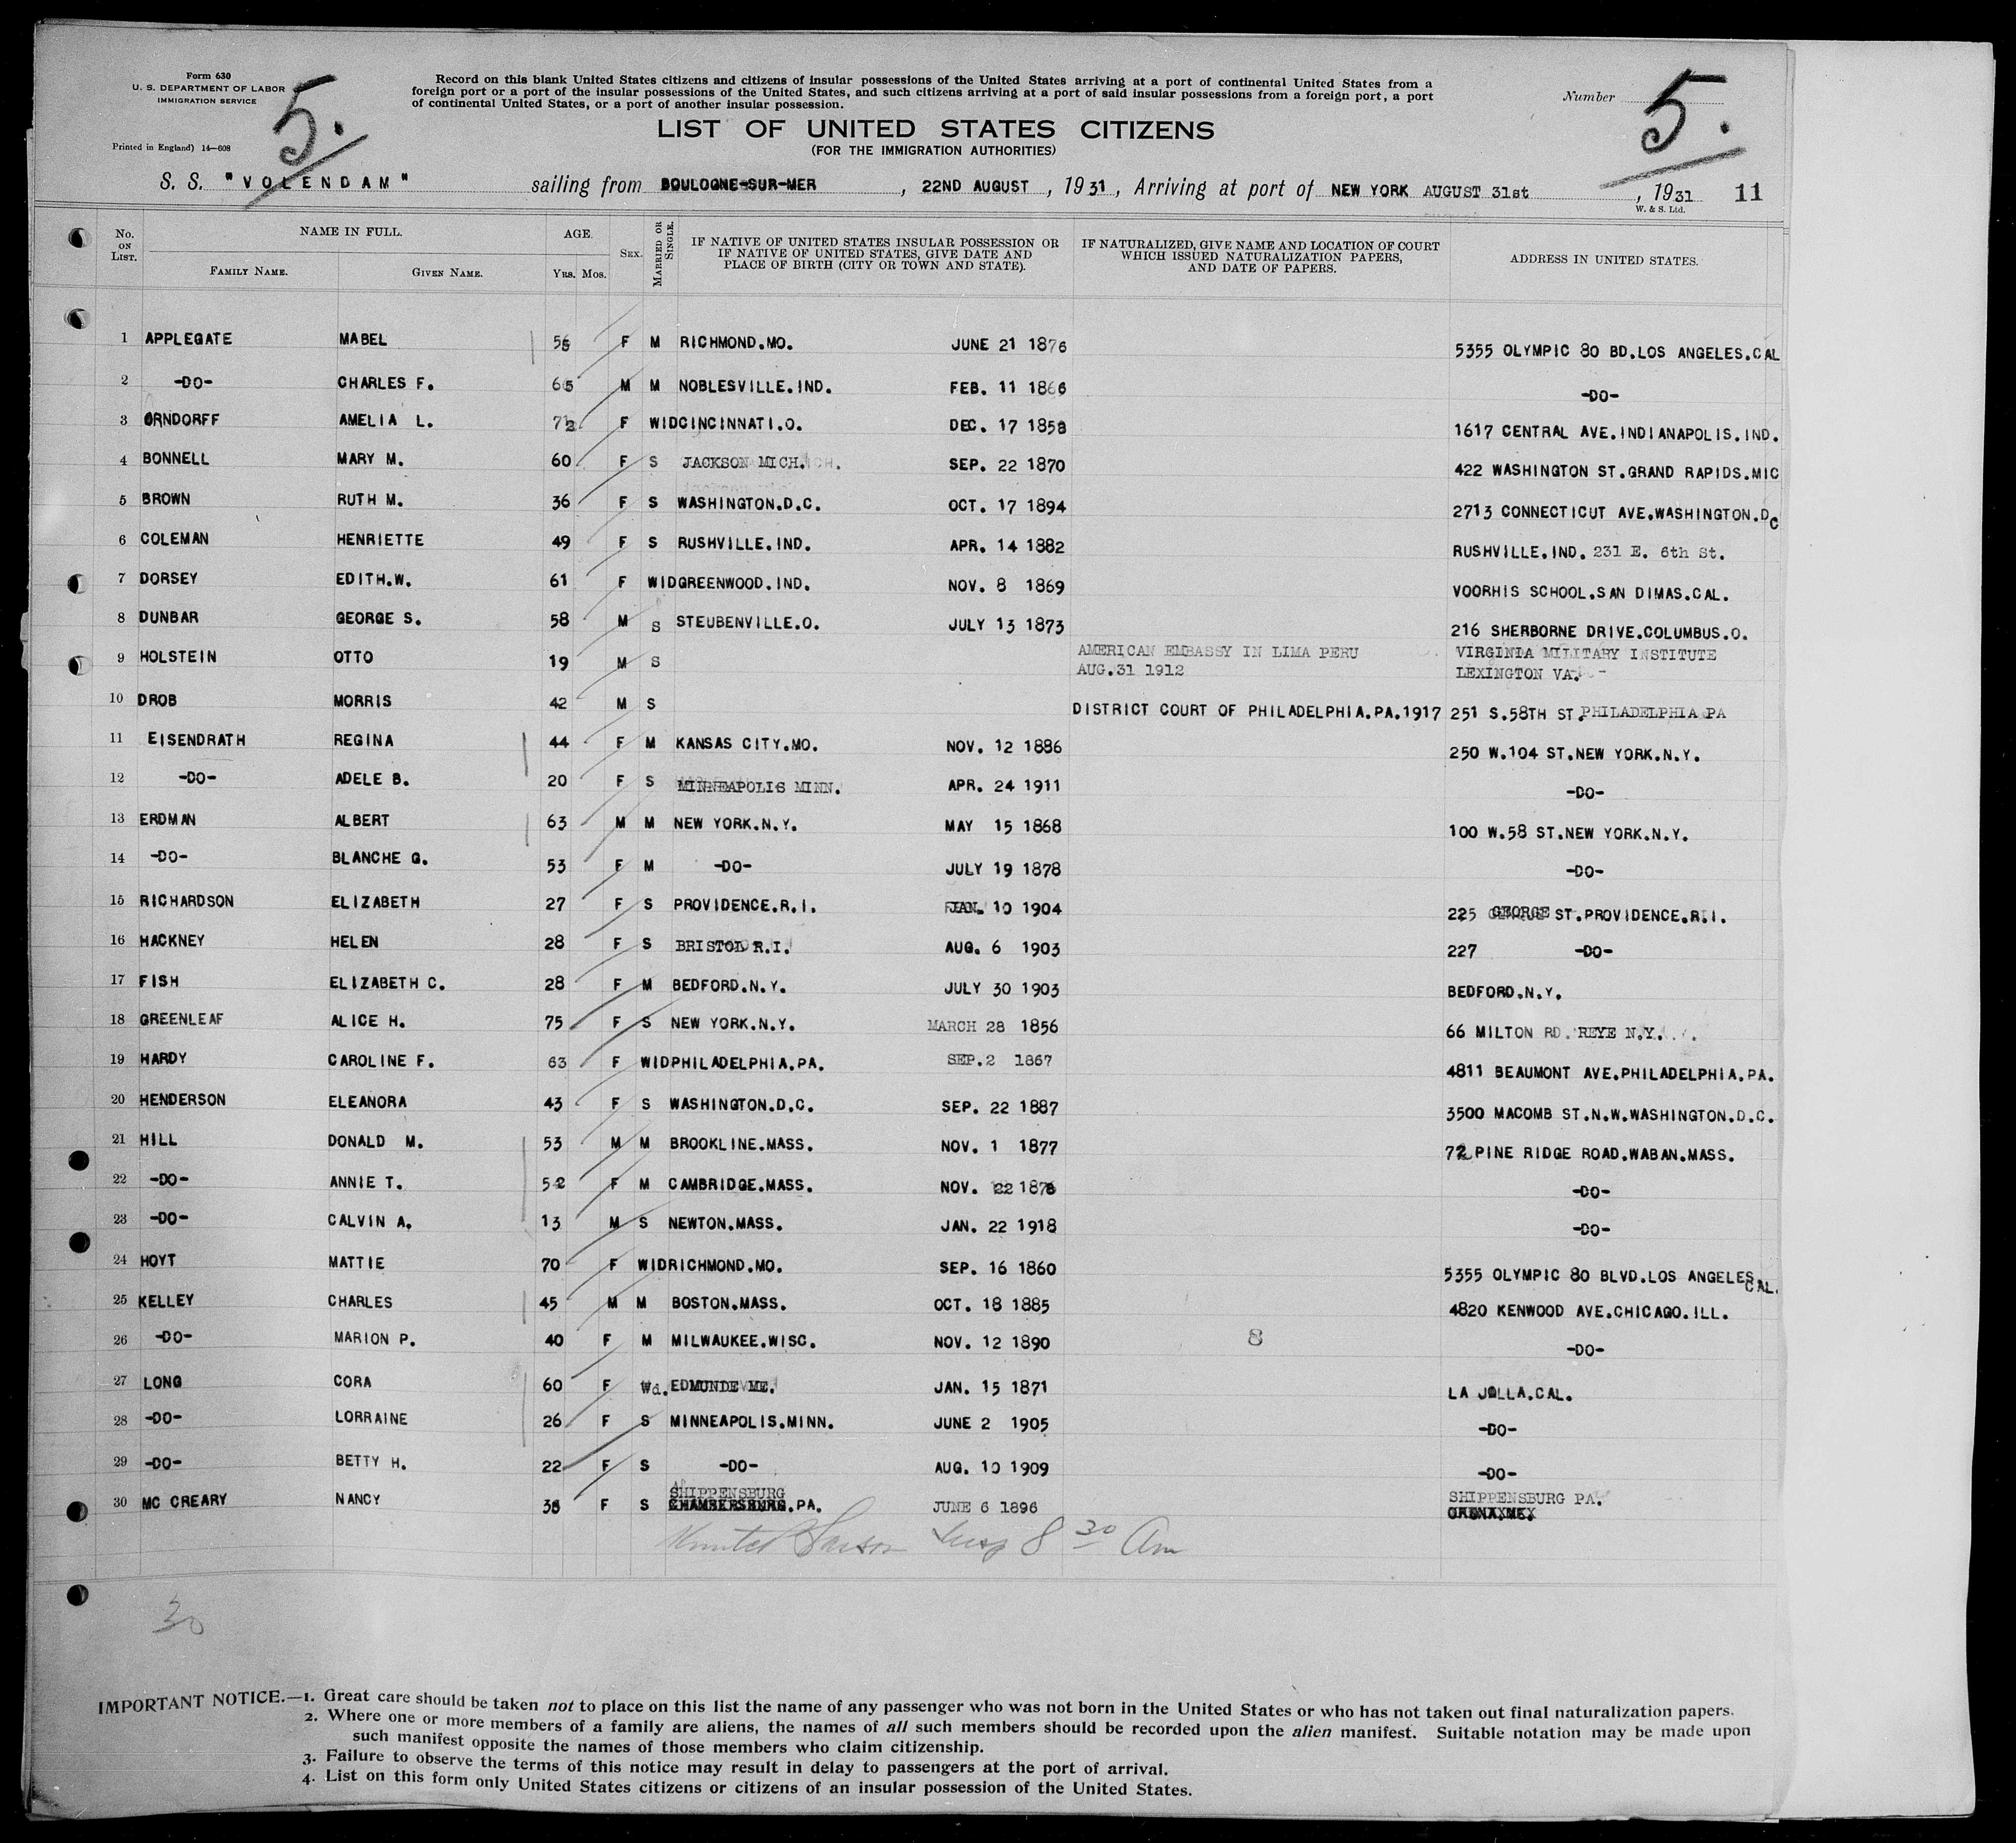 Form 630
U. S. DEPARTMENT OF LABOR
IMMIGRATION SERVICE
Printed in England) 14—608
5.
Record on this blank United States citizens and citizens of insular possessions of the United States arriving at a port of continental United States from a
foreign port or a port of the insular possessions of the United States, and such citizens arriving at a port of said insular possessions from a foreign port, a port
of continental United States, or a port of another insular possession.
Number 5.
LIST OF UNITED STATES CITIZENS
(FOR THE IMMIGRATION AUTHORITIES)
S. S. "VOLENDAM" sailing from BOULOGNE-SUR-MER, 22ND AUGUST, 1931, Arriving at port of NEW YORK AUGUST 31st, 1931 11
W. & S. Ltd.
No. ON LIST. NAME IN FULL. FAMILY NAME. GIVEN NAME. AGE. YRS. MOS. SEX. MARRIED OR SINGLE. IF NATIVE OF UNITED STATES INSULAR POSSESSION OR IF NATIVE OF UNITED STATES, GIVE DATE AND PLACE OF BIRTH (CITY OR TOWN AND STATE). IF NATURALIZED, GIVE NAME AND LOCATION OF COURT WHICH ISSUED NATURALIZATION PAPERS, AND DATE OF PAPERS. ADDRESS IN UNITED STATES.
1 APPLEGATE MABEL F M RICHMOND.MO. JUNE 21 1876 5355 OLYMPIC 80 BD.LOS ANGELES.CAL
2 -DO- CHARLES F. 65 M M NOBLESVILLE.IND. FEB. 11 1866 -DO-
3 ORNDORFF AMELIA L. 72 F WID CINCINNATI.O. DEC. 17 1858 1617 CENTRAL AVE.INDIANAPOLIS.IND.
4 BONNELL MARY M. 60 F S JACKSON MICH. SEP. 22 1870 422 WASHINGTON ST.GRAND RAPIDS.MIC
5 BROWN RUTH M. 36 F S WASHINGTON.D.C. OCT. 17 1894 2713 CONNECTICUT AVE.WASHINGTON.DC
6 COLEMAN HENRIETTE 49 F S RUSHVILLE.IND. APR. 14 1882 RUSHVILLE.IND. 231 E. 6th St.
7 DORSEY EDITH.W. 61 F WID GREENWOOD.IND. NOV. 8 1869 VOORHIS SCHOOL.SAN DIMAS.CAL.
8 DUNBAR GEORGE S. 58 M S STEUBENVILLE.O. JULY 13 1873 216 SHERBORNE DRIVE.COLUMBUS.O.
9 HOLSTEIN OTTO 19 M S AMERICAN EMBASSY IN LIMA PERU VIRGINIA MILITARY INSTITUTE
AUG.31 1912 LEXINGTON VA.
10 DROB MORRIS 42 M S DISTRICT COURT OF PHILADELPHIA.PA.1917 251 S.58TH ST.PHILADELPHIA PA
11 EISENDRATH REGINA 44 F M KANSAS CITY.MO. NOV. 12 1886 250 W.104 ST.NEW YORK.N.Y.
12 -DO- ADELE B. 20 F S MINNEAPOLIS MINN. APR. 24 1911 -DO-
13 ERDMAN ALBERT 63 M M NEW YORK.N.Y. MAY 15 1868 100 W.58 ST.NEW YORK.N.Y.
14 -DO- BLANCHE G. 53 F M -DO- JULY 19 1878 -DO-
15 RICHARDSON ELIZABETH 27 F S PROVIDENCE.R.I. JAN. 10 1904 225 GEORGE ST.PROVIDENCE.R.I.
16 HACKNEY HELEN 28 F S BRISTOL R.I. AUG. 6 1903 227 -DO-
17 FISH ELIZABETH C. 28 F M BEDFORD.N.Y. JULY 30 1903 BEDFORD.N.Y.
18 GREENLEAF ALICE H. 75 F S NEW YORK.N.Y. MARCH 28 1856 66 MILTON RD. REYE N.Y.
19 HARDY CAROLINE F. 63 F WID PHILADELPHIA.PA. SEP.2 1867 4811 BEAUMONT AVE.PHILADELPHIA.PA.
20 HENDERSON ELEANORA 43 F S WASHINGTON.D.C. SEP. 22 1887 3500 MACOMB ST.N.W.WASHINGTON.D.C.
21 HILL DONALD M. 53 M M BROOKLINE.MASS. NOV. 1 1877 72 PINE RIDGE ROAD.WABAN.MASS.
22 -DO- ANNIE T. 52 F M CAMBRIDGE.MASS. NOV. 22 1878 -DO-
23 -DO- CALVIN A. 13 M S NEWTON.MASS. JAN. 22 1918 -DO-
24 HOYT MATTIE 70 F WID RICHMOND.MO. SEP. 16 1860 5355 OLYMPIC 80 BLVD.LOS ANGELES CAL.
25 KELLEY CHARLES 45 M M BOSTON.MASS. OCT. 18 1885 4820 KENWOOD AVE.CHICAGO.ILL.
26 -DO- MARION P. 40 F M MILWAUKEE.WISC. NOV. 12 1890 8 -DO-
27 LONG CORA 60 F Wd. EDMUNDE ME. JAN. 15 1871 LA JOLLA.CAL.
28 -DO- LORRAINE 26 F S MINNEAPOLIS.MINN. JUNE 2 1905 -DO-
29 -DO- BETTY H. 22 F S -DO- AUG. 10 1909 -DO-
SHIPPENSBURG SHIPPENSBURG PA.
30 MC CREARY NANCY F S CHAMBERSBURG.PA. JUNE 6 1896
Insp 8 30 Am
30
IMPORTANT NOTICE.—1. Great care should be taken not to place on this list the name of any passenger who was not born in the United States or who has not taken out final naturalization papers.
2. Where one or more members of a family are aliens, the names of all such members should be recorded upon the alien manifest. Suitable notation may be made upon
such manifest opposite the names of those members who claim citizenship.
3. Failure to observe the terms of this notice may result in delay to passengers at the port of arrival.
4. List on this form only United States citizens or citizens of an insular possession of the United States.